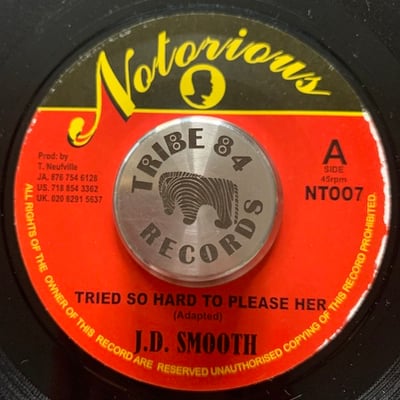 Notorious
Prod: by
T. Neufville
JA. 876 754 6128
US. 718 854 3362
UK. 020 8291 5637
TRIBE 84
RECORDS
A
SIDE
45rpm
NT007
TRIED SO HARD TO PLEASE HER
(Adapted)
J.D. SMOOTH
ALL RIGHTS OF THE OWNER OF THIS RECORD ARE RESERVED UNAUTHORISED COPYING OF THIS RECORD PROHIBITED.